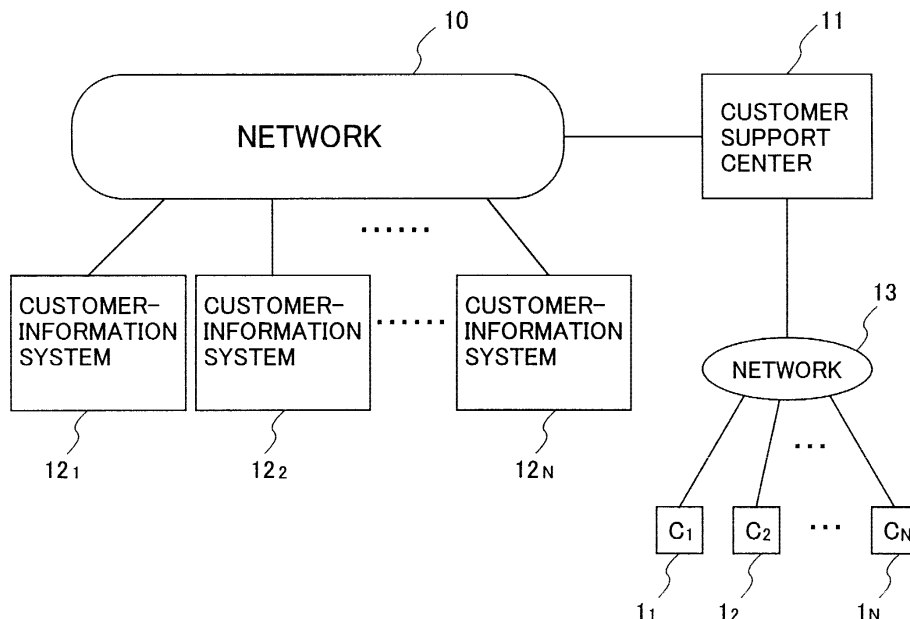 10
11
NETWORK
CUSTOMER
SUPPORT
CENTER
......
CUSTOMER-
INFORMATION
SYSTEM
CUSTOMER-
INFORMATION
SYSTEM
......
CUSTOMER-
INFORMATION
SYSTEM
13
NETWORK
12₁
12₂
12N
...
C₁
C₂
...
CN
1₁
1₂
1N